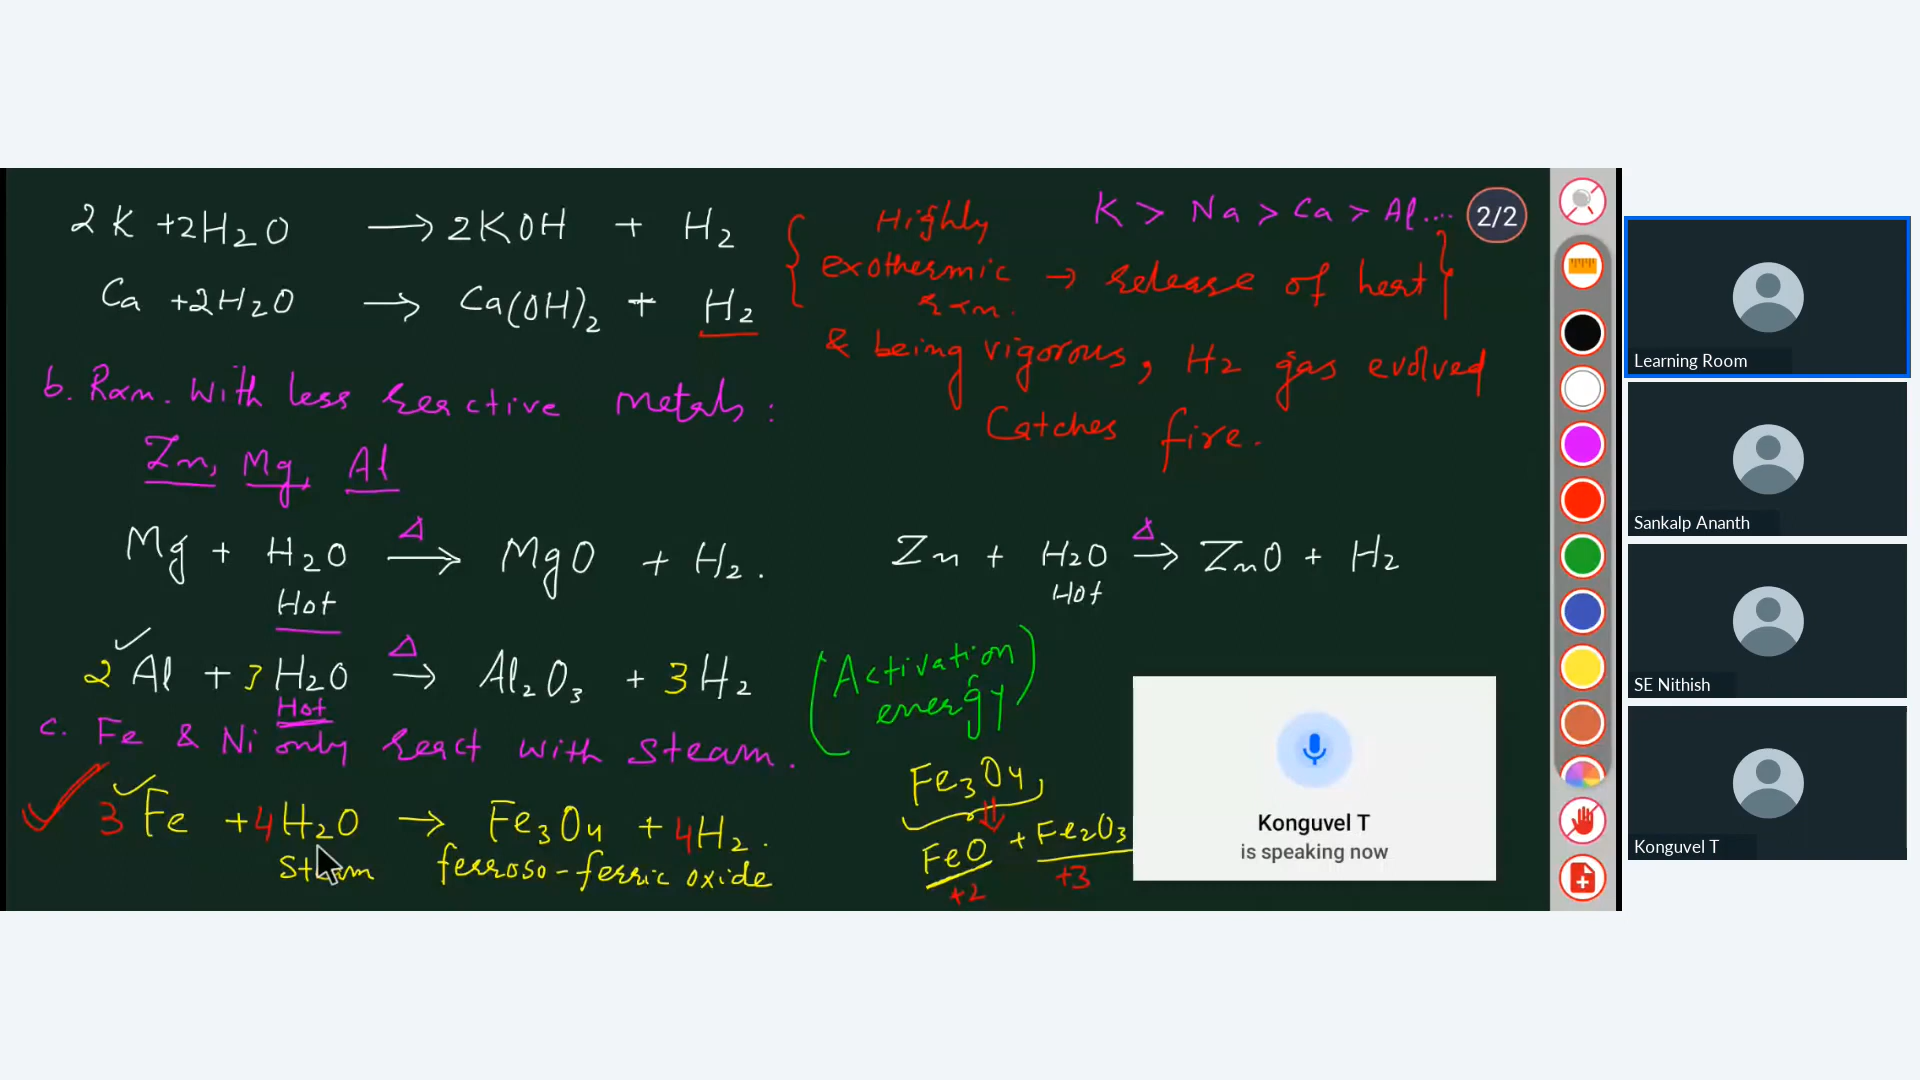 2K +2H₂O → 2KOH + H₂
Ca +2H₂O → Ca(OH)₂ + H₂
K > Na > Ca > Al....
2/2
Highly
exothermic → release of heat
rxn.
& being vigorous, H₂ gas evolved
Catches fire.
b. Rxn. With less reactive metals:
Zn, Mg, Al
Mg + H₂O Δ→ MgO + H₂.
Hot
Zn + H₂O Δ→ ZnO + H₂
Hot
2Al + 3H₂O Δ→ Al₂O₃ + 3H₂
Hot
(Activation
energy)
c. Fe & Ni only react with steam.
3Fe +4H₂O → Fe₃O₄ + 4H₂.
Steam ferroso-ferric oxide
Fe₃O₄
FeO + Fe₂O₃
+2 +3
Konguvel T
is speaking now
Learning Room
Sankalp Ananth
SE Nithish
Konguvel T